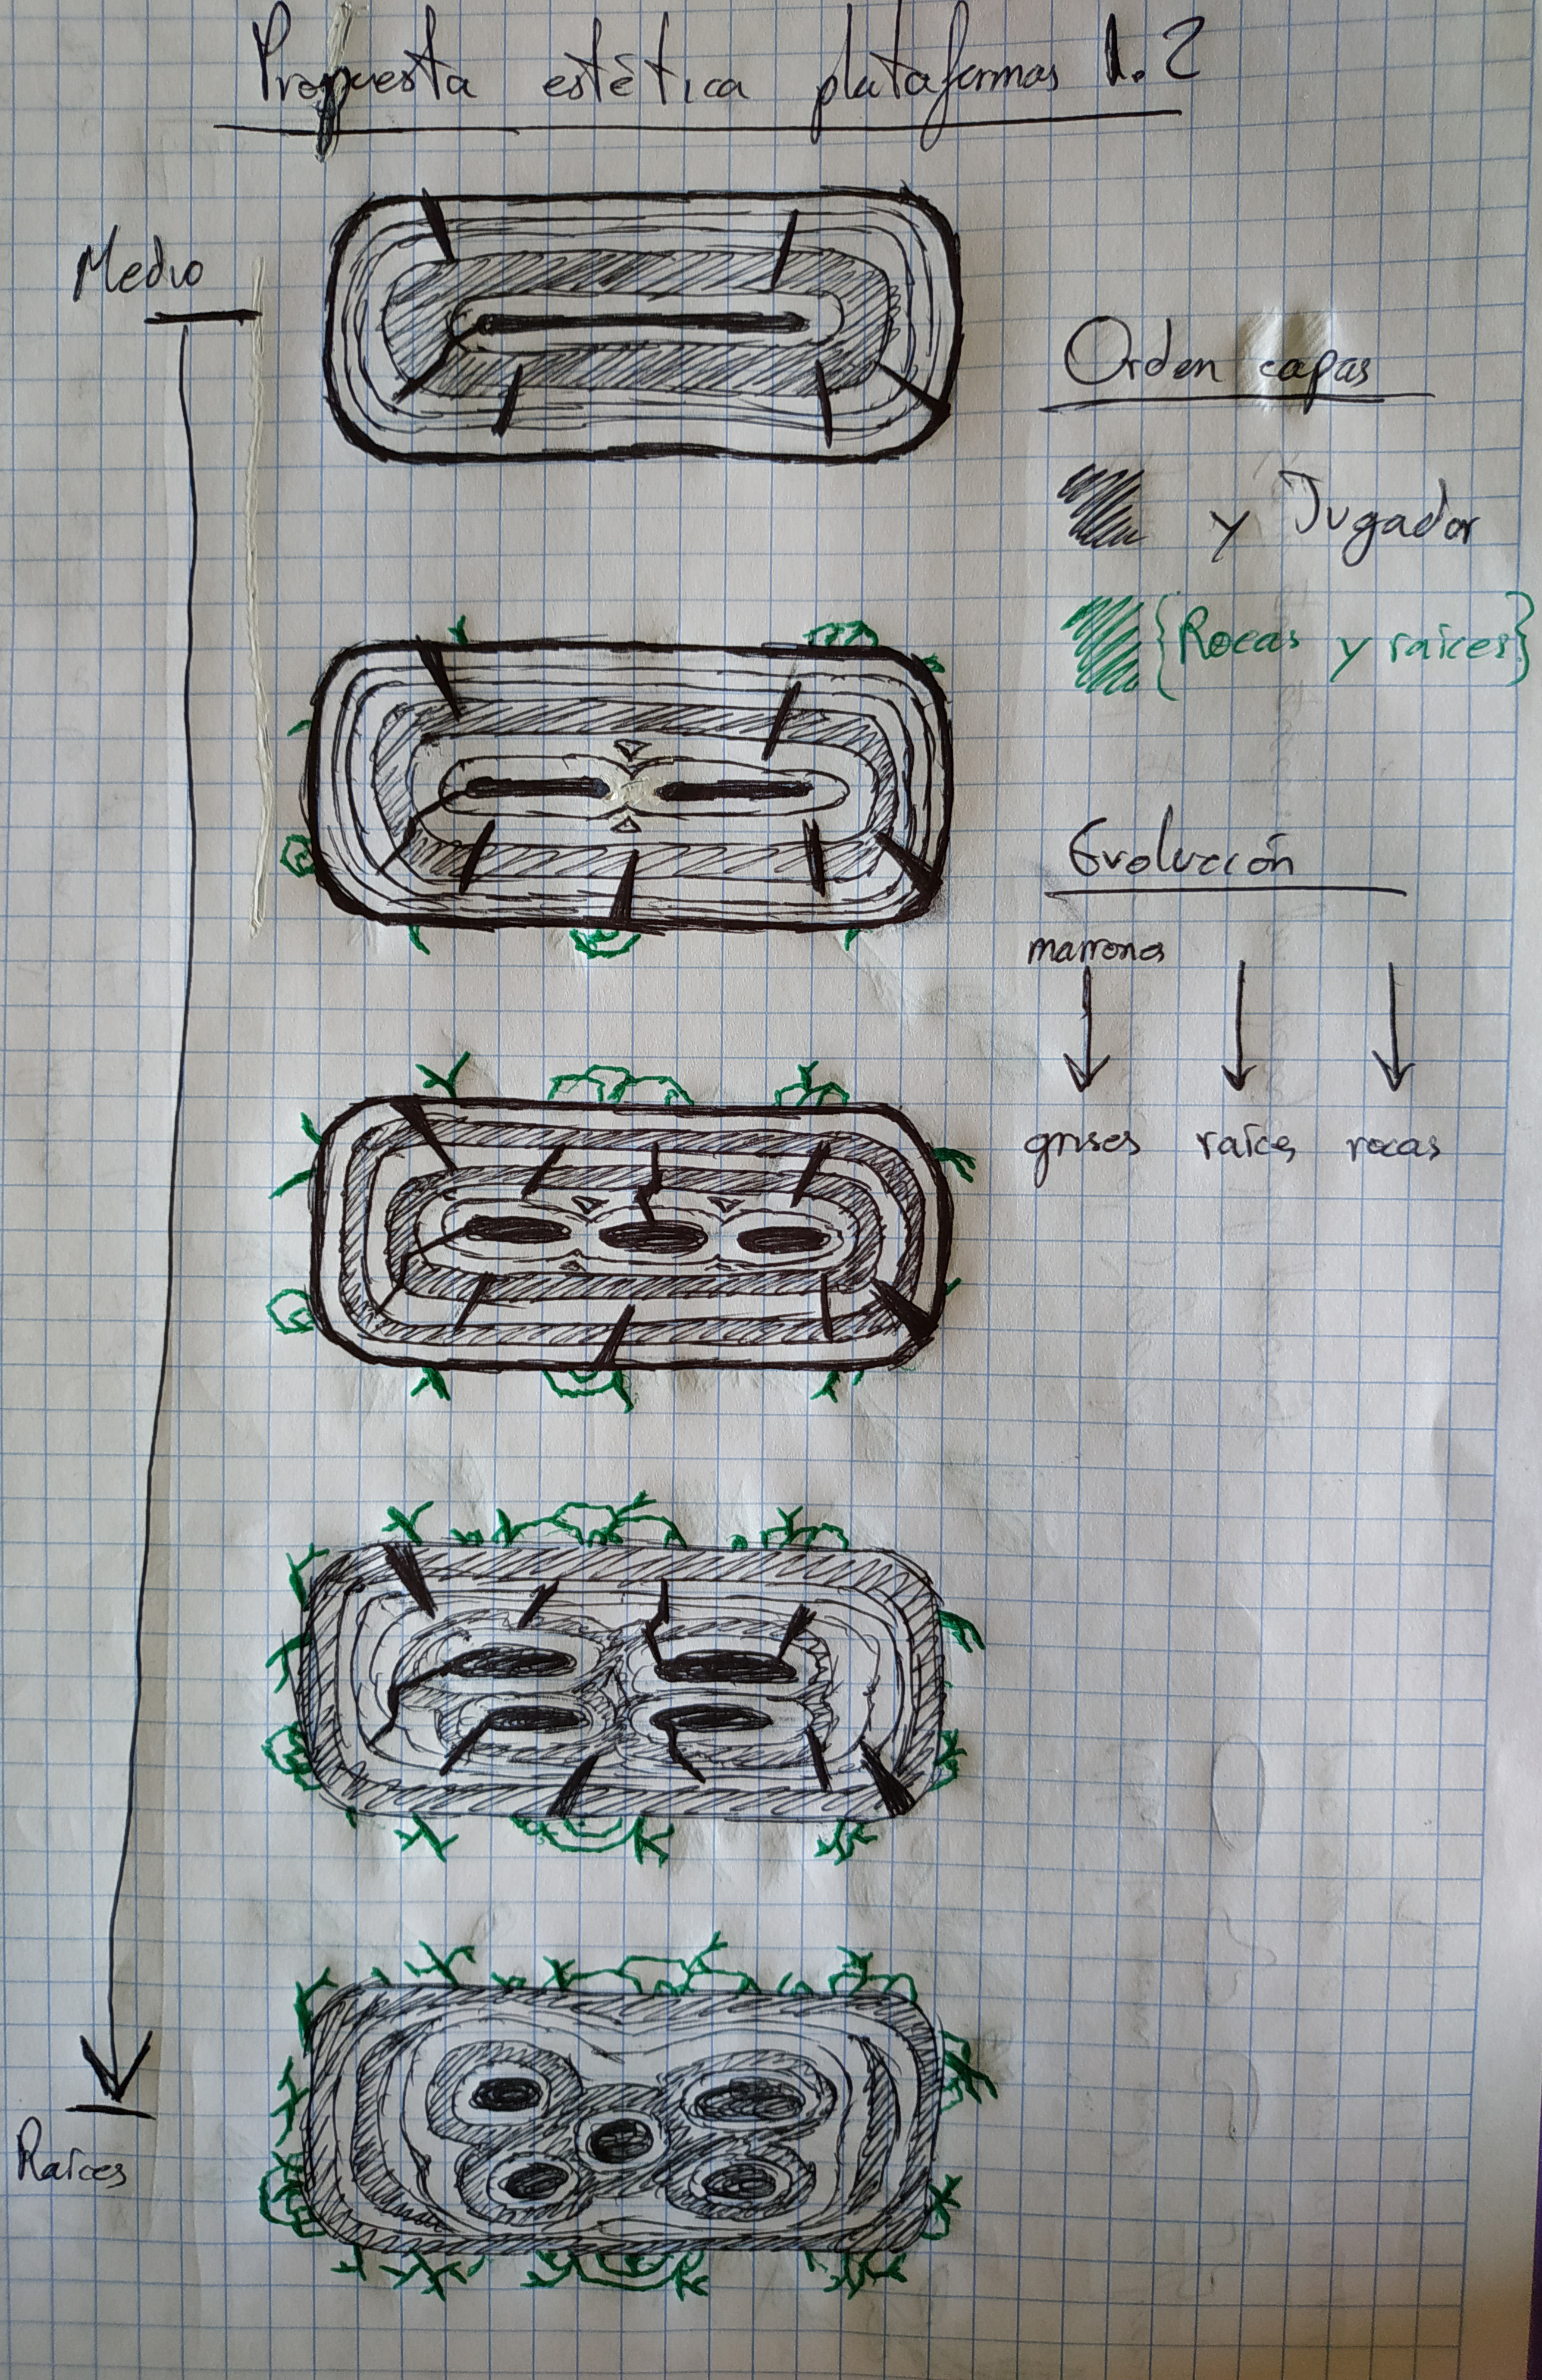 Propuesta estética plataformas 1.2
Medio
Orden capas
y Jugador
{Rocas y raíces}
Evolución
marrones
grises raíces rocas
Raíces